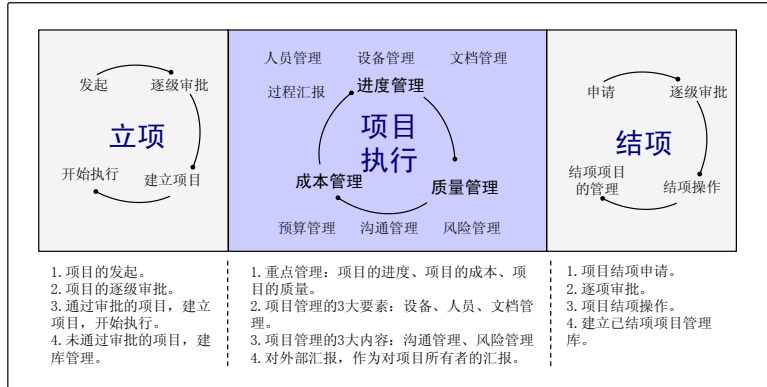 发起
逐级审批
立项
开始执行
建立项目
人员管理
设备管理
文档管理
过程汇报
进度管理
项目
执行
成本管理
质量管理
预算管理
沟通管理
风险管理
申请
逐级审批
结项
结项项目
的管理
结项操作
1.项目的发起。
2.项目的逐级审批。
3.通过审批的项目，建立
项目，开始执行。
4.未通过审批的项目，建
库管理。
1.重点管理：项目的进度、项目的成本、项
目的质量。
2.项目管理的3大要素：设备、人员、文档管
理。
3.项目管理的3大内容：沟通管理、风险管理
4.对外部汇报，作为对项目所有者的汇报。
1.项目结项申请。
2.逐项审批。
3.项目结项操作。
4.建立已结项项目管理
库。